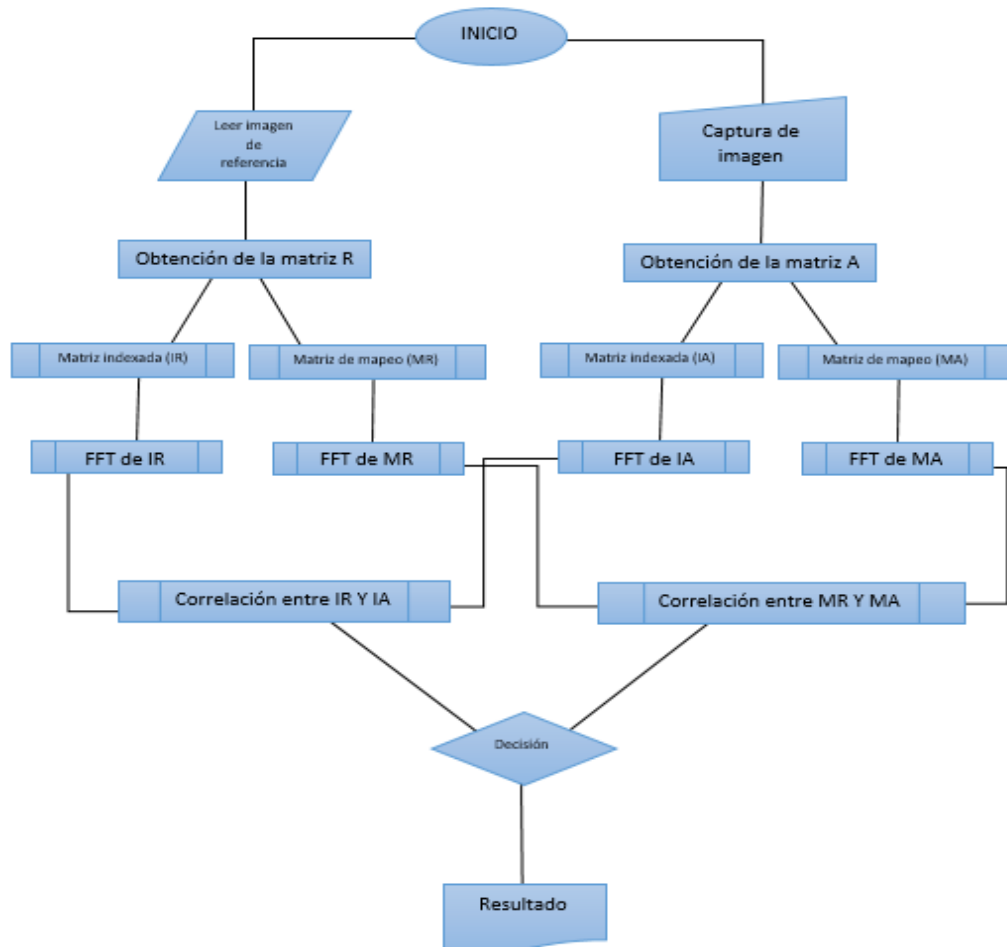 INICIO
Leer imagen
de
referencia
Captura de
imagen
Obtención de la matriz R
Obtención de la matriz A
Matriz indexada (IR)
Matriz de mapeo (MR)
Matriz indexada (IA)
Matriz de mapeo (MA)
FFT de IR
FFT de MR
FFT de IA
FFT de MA
Correlación entre IR Y IA
Correlación entre MR Y MA
Decisión
Resultado